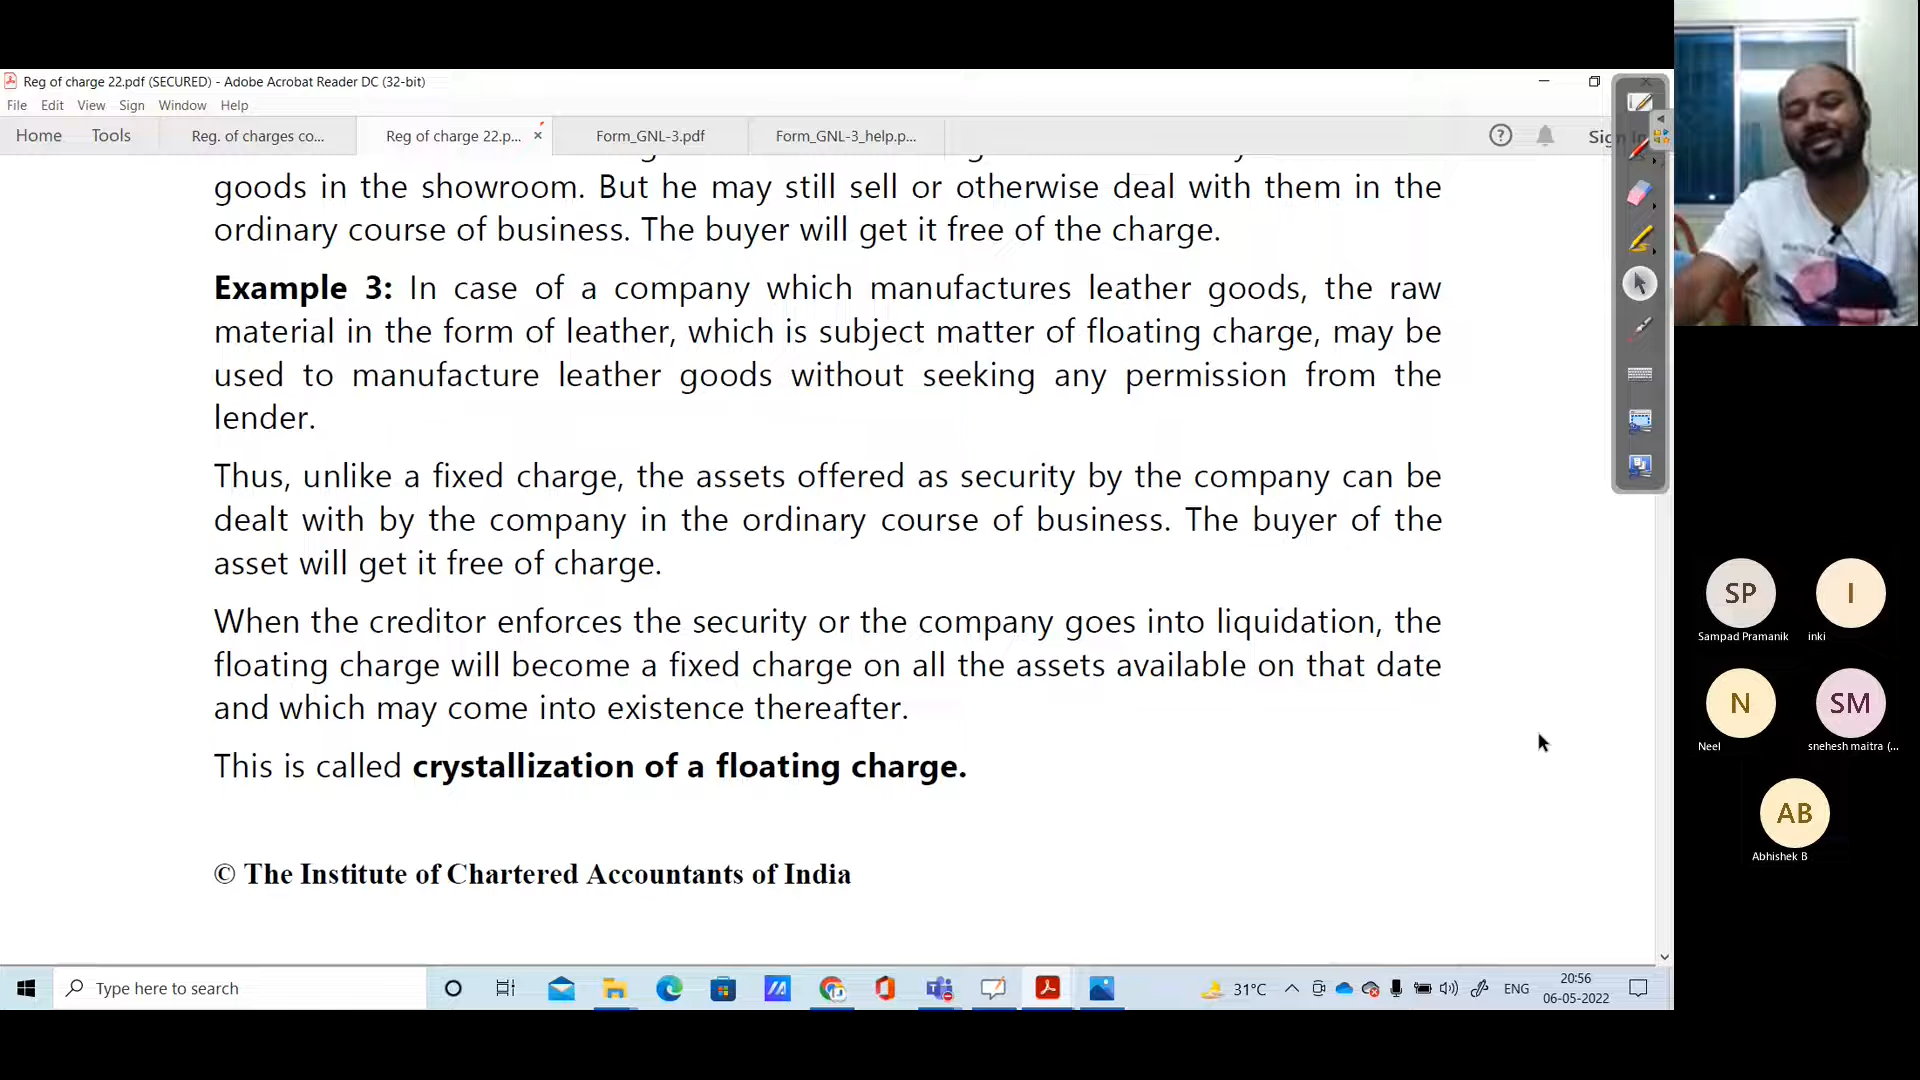 Reg of charge 22.pdf (SECURED) - Adobe Acrobat Reader DC (32-bit)
File Edit View Sign Window Help
Home Tools Reg. of charges co... Reg of charge 22.p... × Form_GNL-3.pdf Form_GNL-3_help.p... Sign In
goods in the showroom. But he may still sell or otherwise deal with them in the
ordinary course of business. The buyer will get it free of the charge.
Example 3: In case of a company which manufactures leather goods, the raw
material in the form of leather, which is subject matter of floating charge, may be
used to manufacture leather goods without seeking any permission from the
lender.
Thus, unlike a fixed charge, the assets offered as security by the company can be
dealt with by the company in the ordinary course of business. The buyer of the
asset will get it free of charge.
When the creditor enforces the security or the company goes into liquidation, the
floating charge will become a fixed charge on all the assets available on that date
and which may come into existence thereafter.
This is called crystallization of a floating charge.
© The Institute of Chartered Accountants of India
SP I
Sampad Pramanik inki
N SM
Neel snehesh maitra (...
AB
Abhishek B
Type here to search
31°C ENG 20:56
06-05-2022